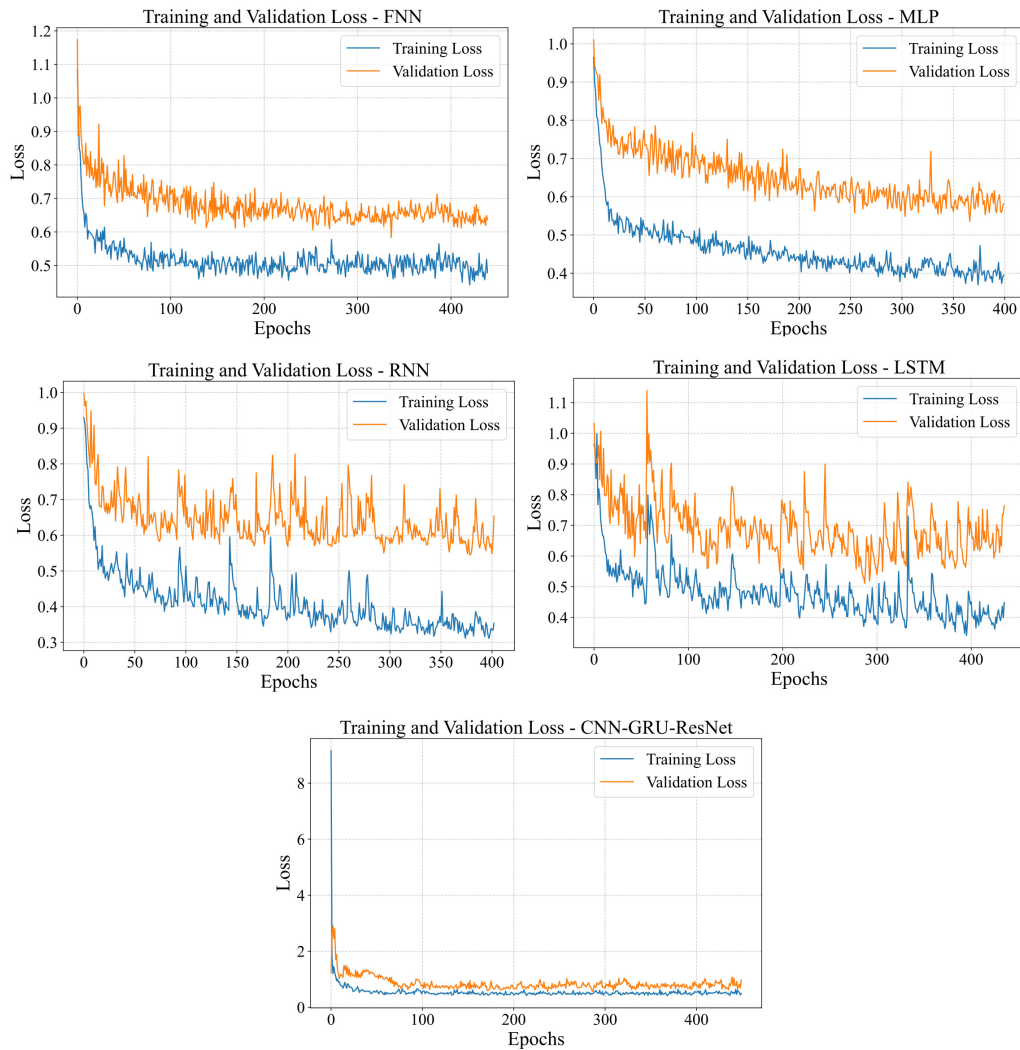 Training and Validation Loss - FNN
1.2
1.1
1.0
0.9
0.8
0.7
0.6
0.5
Loss
Training Loss
Validation Loss
0
100
200
300
400
Epochs
Training and Validation Loss - MLP
1.0
0.9
0.8
0.7
0.6
0.5
0.4
Loss
Training Loss
Validation Loss
0
50
100
150
200
250
300
350
400
Epochs
Training and Validation Loss - RNN
1.0
0.9
0.8
0.7
0.6
0.5
0.4
0.3
Loss
Training Loss
Validation Loss
0
50
100
150
200
250
300
350
400
Epochs
Training and Validation Loss - LSTM
1.1
1.0
0.9
0.8
0.7
0.6
0.5
0.4
Loss
Training Loss
Validation Loss
0
100
200
300
400
Epochs
Training and Validation Loss - CNN-GRU-ResNet
8
6
4
2
0
Loss
Training Loss
Validation Loss
0
100
200
300
400
Epochs